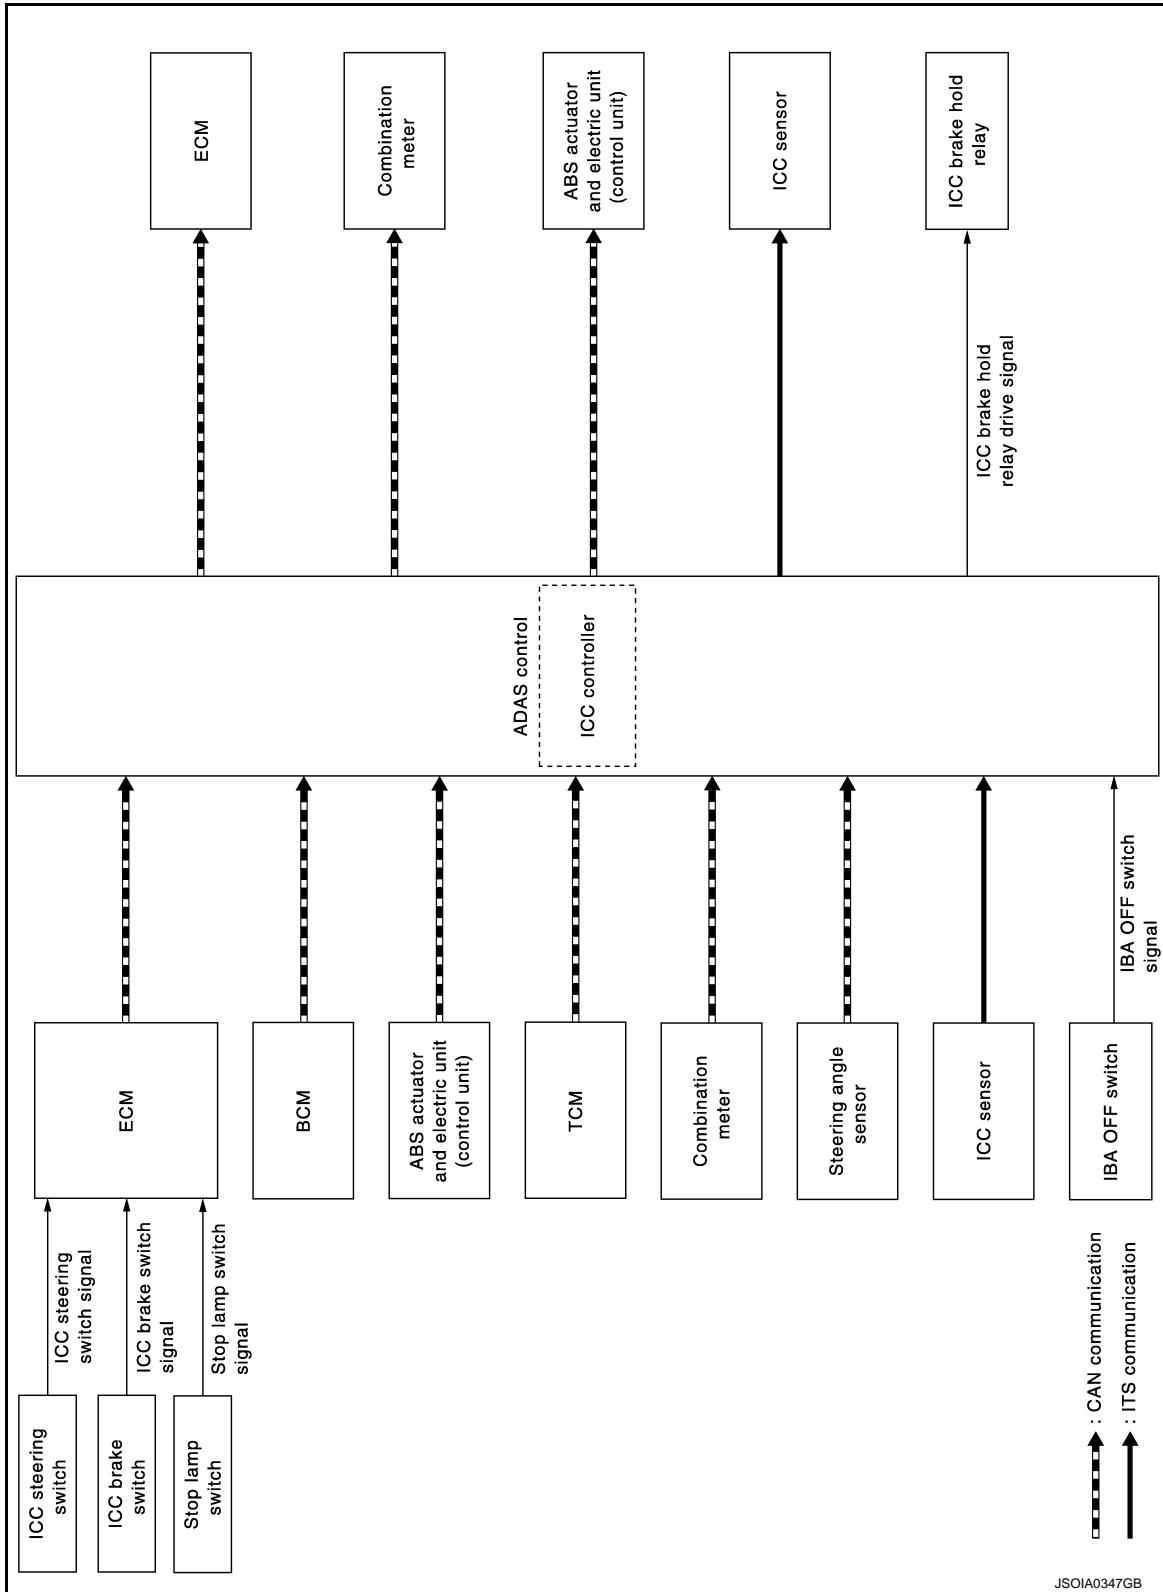 ICC steering
switch
ICC brake
switch
Stop lamp
switch
ICC steering
switch signal
ICC brake switch
signal
Stop lamp switch
signal
ECM
BCM
ABS actuator
and electric unit
(control unit)
TCM
Combination
meter
Steering angle
sensor
ICC sensor
IBA OFF switch
IBA OFF switch
signal
ADAS control
ICC controller
ICC brake hold
relay drive signal
ECM
Combination
meter
ABS actuator
and electric unit
(control unit)
ICC sensor
ICC brake hold
relay
: CAN communication
: ITS communication
JSOIA0347GB